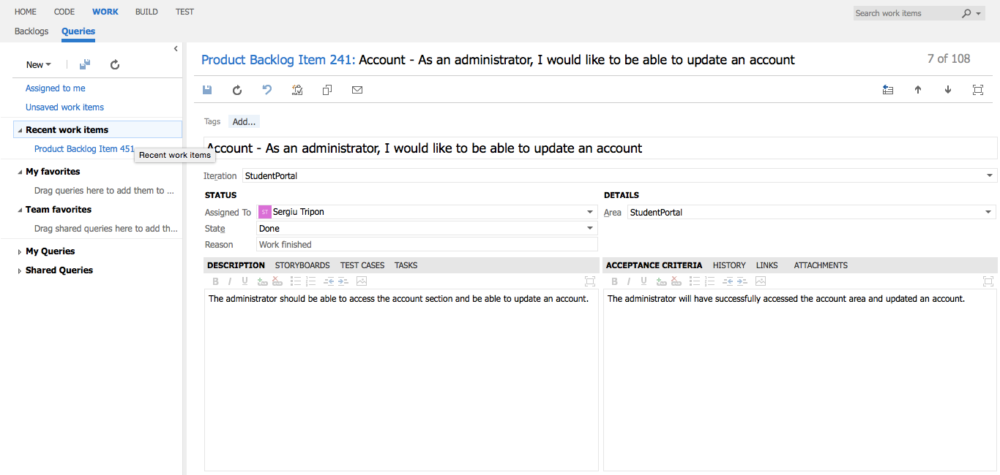 HOME CODE WORK BUILD TEST
Search work items
Backlogs Queries
New
Assigned to me
Unsaved work items
Recent work items
Product Backlog Item 451
Recent work items
My favorites
Drag queries here to add them to ...
Team favorites
Drag shared queries here to add th...
My Queries
Shared Queries
Product Backlog Item 241: Account - As an administrator, I would like to be able to update an account
7 of 108
Tags Add...
Account - As an administrator, I would like to be able to update an account
Iteration StudentPortal
STATUS
Assigned To ST Sergiu Tripon
State Done
Reason Work finished
DETAILS
Area StudentPortal
DESCRIPTION STORYBOARDS TEST CASES TASKS
B I U
The administrator should be able to access the account section and be able to update an account.
ACCEPTANCE CRITERIA HISTORY LINKS ATTACHMENTS
B I U
The administrator will have successfully accessed the account area and updated an account.